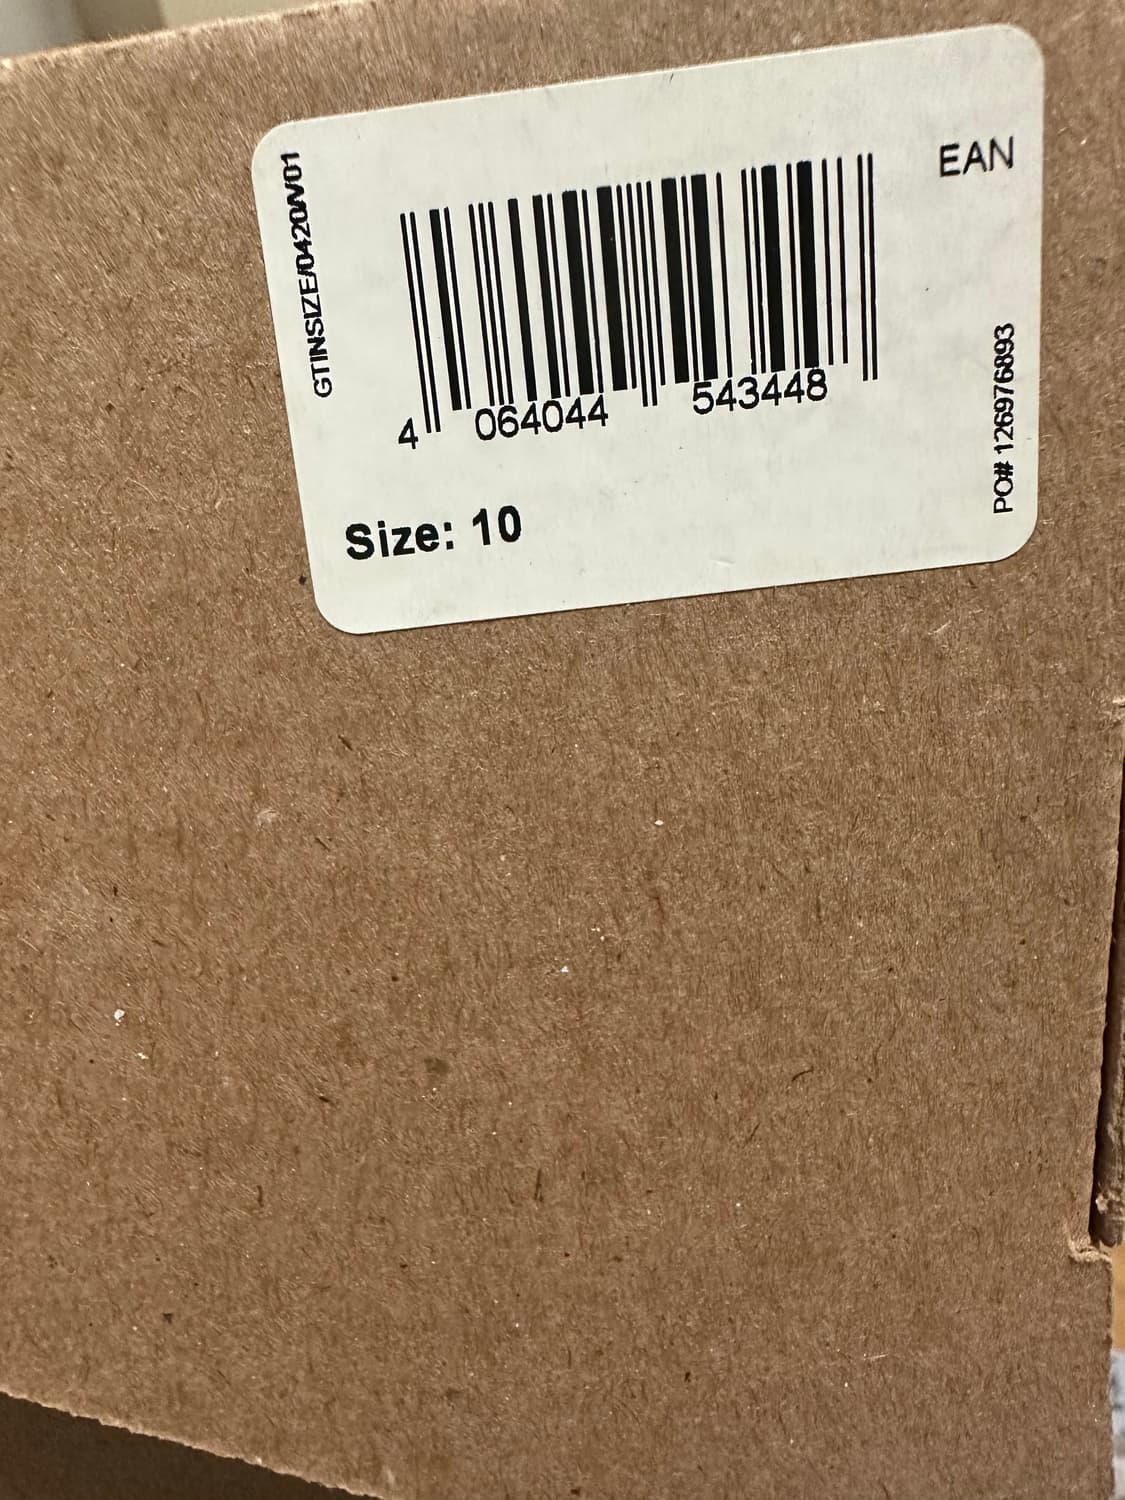 GTINSIZE/0420/V01
EAN
4 064044 543448
Size: 10
PO# 126976893